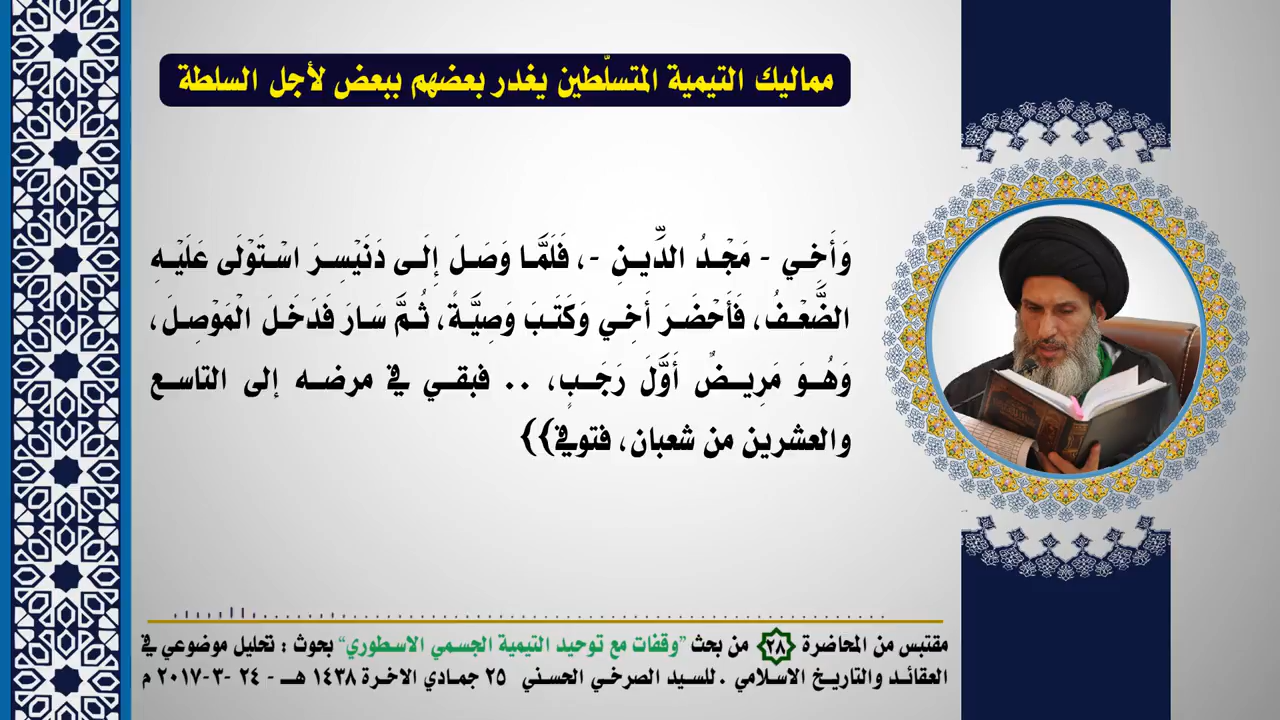 مماليك التيمية المتسلّطين يغدر بعضهم ببعض لأجل السلطة
وَأَخِي - مَجْدُ الدِّينِ -، فَلَمَّا وَصَلَ إِلَى دَنَيْسِرَ اسْتَوْلَى عَلَيْهِ
الضَّعْفُ، فَأَحْضَرَ أَخِي وَكَتَبَ وَصِيَّةً، ثُمَّ سَارَ فَدَخَلَ الْمَوْصِلَ،
وَهُوَ مَرِيضٌ أَوَّلَ رَجَبٍ، .. فبقي في مرضه إلى التاسع
والعشرين من شعبان، فتوفي}}
مقتبس من المحاضرة ٢٨ من بحث "وقفات مع توحيد التيمية الجسمي الاسطوري" بحوث : تحليل موضوعي في
العقائد والتاريخ الاسلامي . للسيد الصرخي الحسني ٢٥ جمادي الاخرة ١٤٣٨ هـ - ٢٤ -٣-٢٠١٧ م